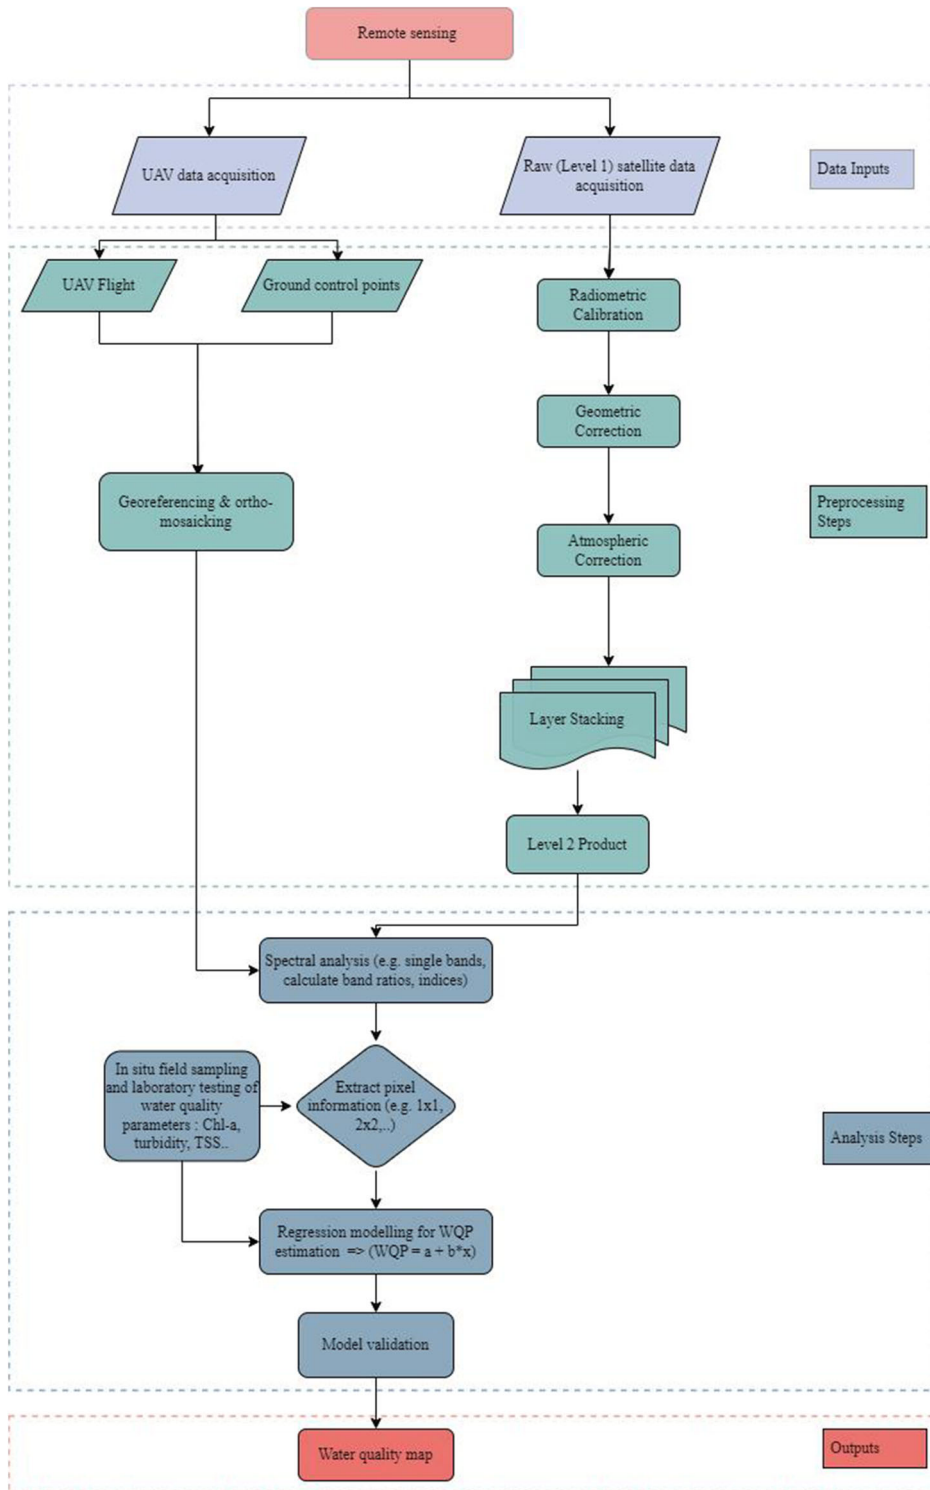 Remote sensing
UAV data acquisition
Raw (Level 1) satellite data
acquisition
Data Inputs
UAV Flight
Ground control points
Radiometric
Calibration
Geometric
Correction
Georeferencing & ortho-
mosaicking
Preprocessing
Steps
Atmospheric
Correction
Layer Stacking
Level 2 Product
Spectral analysis (e.g. single bands,
calculate band ratios, indices)
In situ field sampling
and laboratory testing of
water quality
parameters : Chl-a,
turbidity, TSS..
Extract pixel
information (e.g. 1x1,
2x2,..)
Analysis Steps
Regression modelling for WQP
estimation => (WQP = a + b*x)
Model validation
Water quality map
Outputs